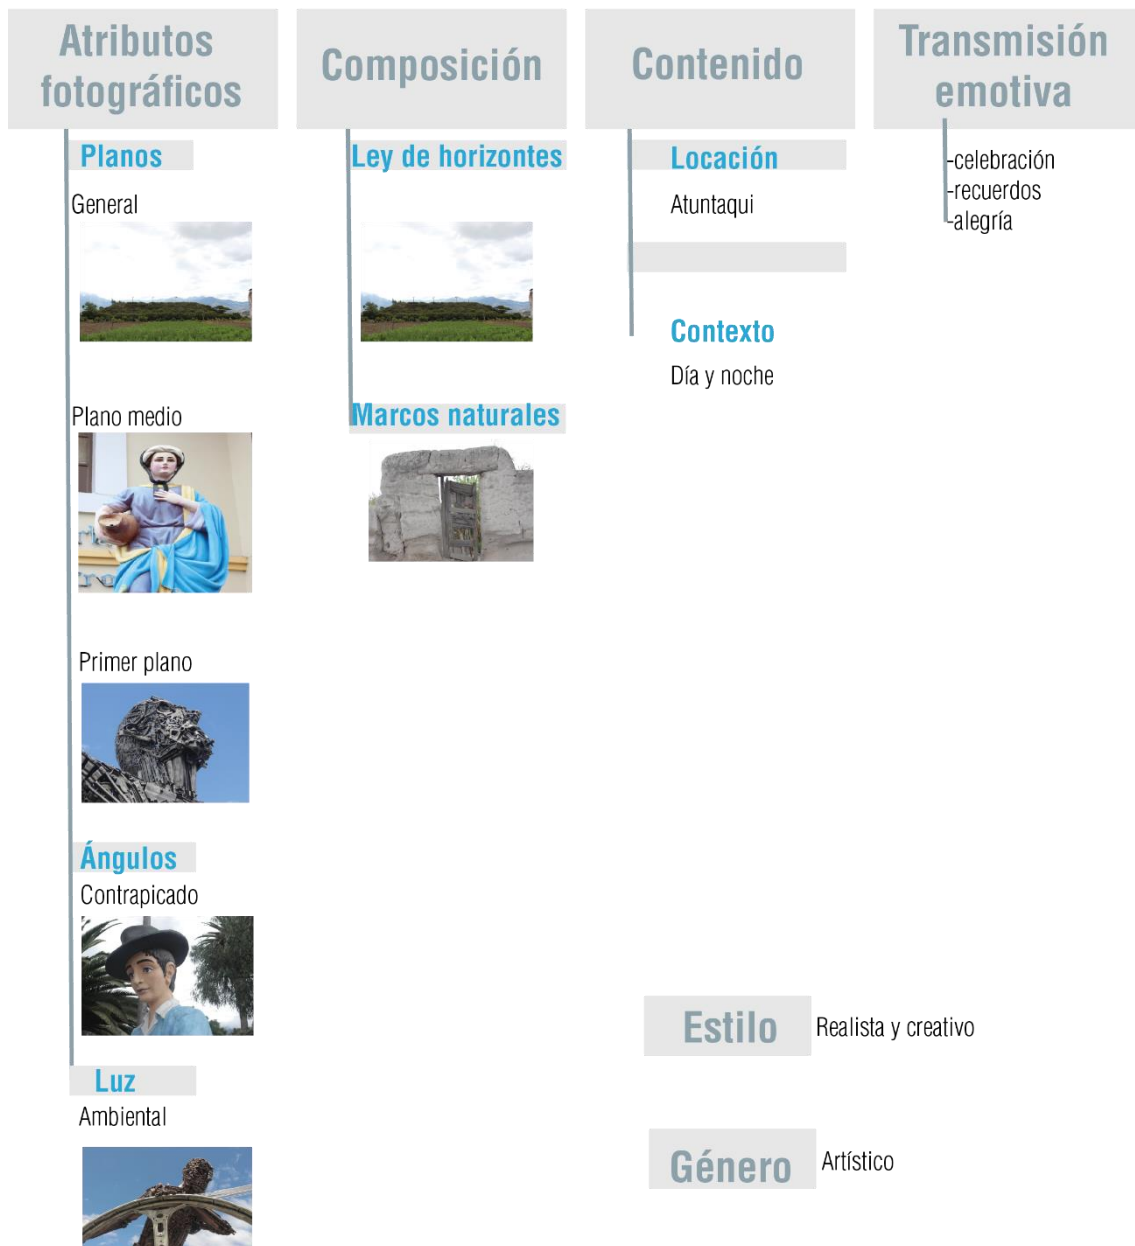 Atributos
fotográficos
Planos
General
Plano medio
Primer plano
Ángulos
Contrapicado
Luz
Ambiental
Composición
Ley de horizontes
Marcos naturales
Contenido
Locación
Atuntaqui
Contexto
Día y noche
Transmisión
emotiva
-celebración
-recuerdos
-alegría
Estilo
Realista y creativo
Género
Artístico